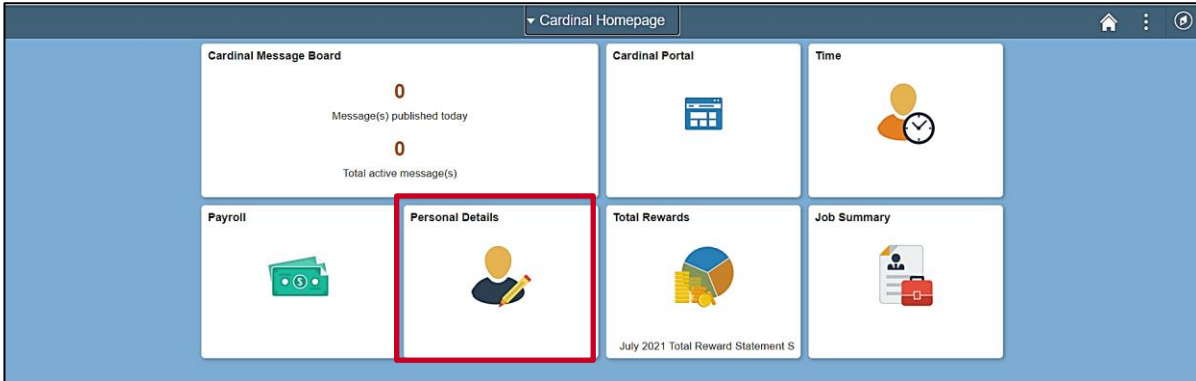 Cardinal Homepage
Cardinal Message Board
0
Message(s) published today
0
Total active message(s)
Cardinal Portal
Time
Payroll
Personal Details
Total Rewards
July 2021 Total Reward Statement S
Job Summary